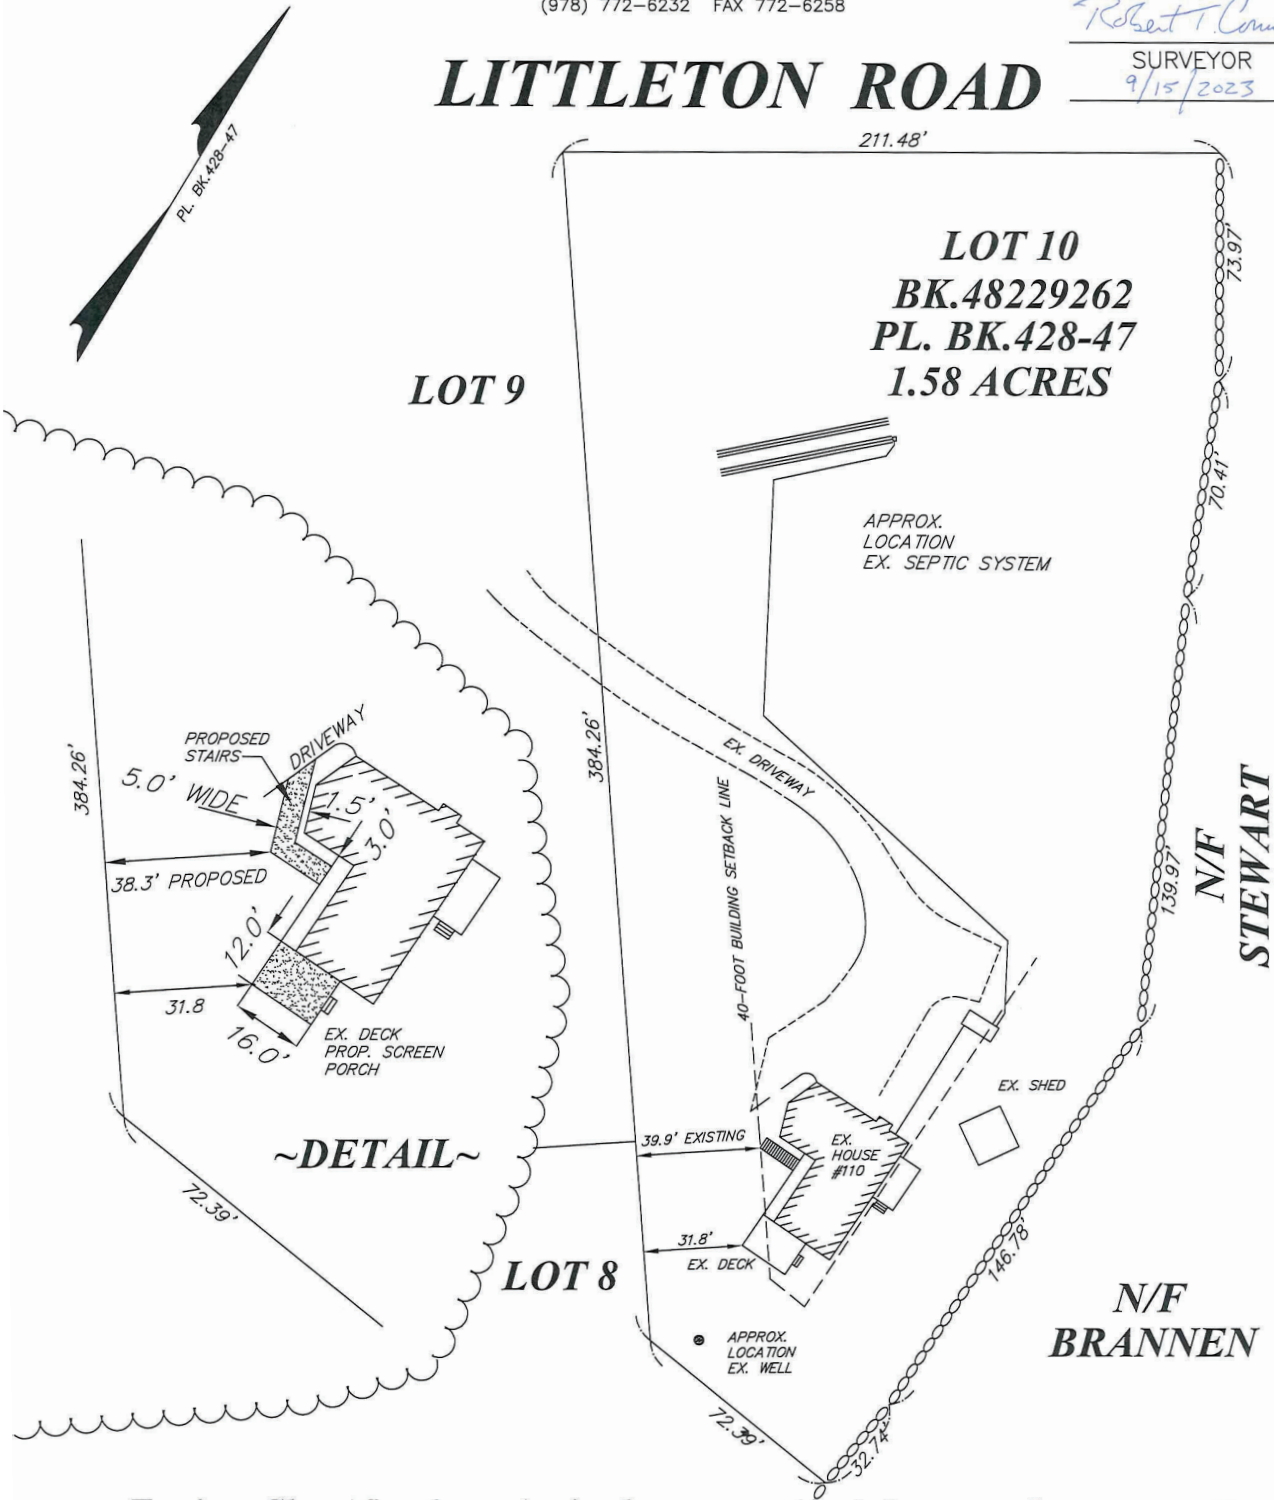 (978) 772-6232 FAX 772-6258
Robert T.
SURVEYOR
9/15/2023
LITTLETON ROAD
211.48'
PL. BK.428-47
LOT 10
BK.48229262
PL. BK.428-47
1.58 ACRES
73.97'
LOT 9
70.41'
APPROX.
LOCATION
EX. SEPTIC SYSTEM
384.26'
384.26'
PROPOSED
STAIRS
DRIVEWAY
5.0' WIDE
1.5'
3.0'
38.3' PROPOSED
12.0'
31.8
16.0'
EX. DECK
PROP. SCREEN
PORCH
EX. DRIVEWAY
40-FOOT BUILDING SETBACK LINE
139.97'
N/F
STEWART
EX. SHED
39.9' EXISTING
EX.
HOUSE
#110
~DETAIL~
72.39'
31.8'
EX. DECK
LOT 8
146.78'
N/F
BRANNEN
APPROX.
LOCATION
EX. WELL
72.39'
32.74'